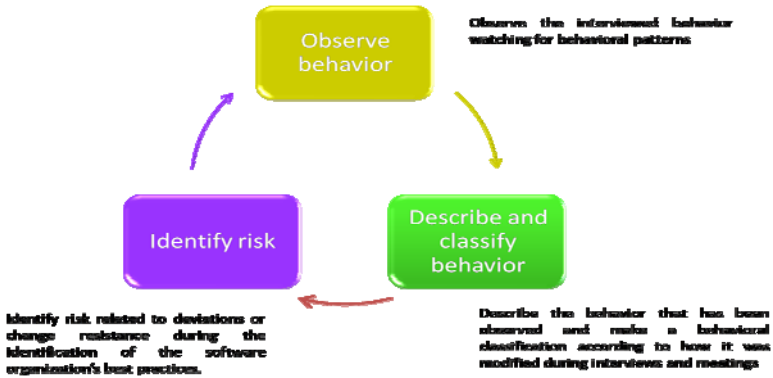 Observe
behavior
Observe the interviewed behavior
watching for behavioral patterns
Identify risk
Describe and
classify
behavior
Identify risk related to deviations or
change resistance during the
identification of the software
organization's best practices.
Describe the behavior that has been
observed and make a behavioral
classification according to how it was
modified during interviews and meetings